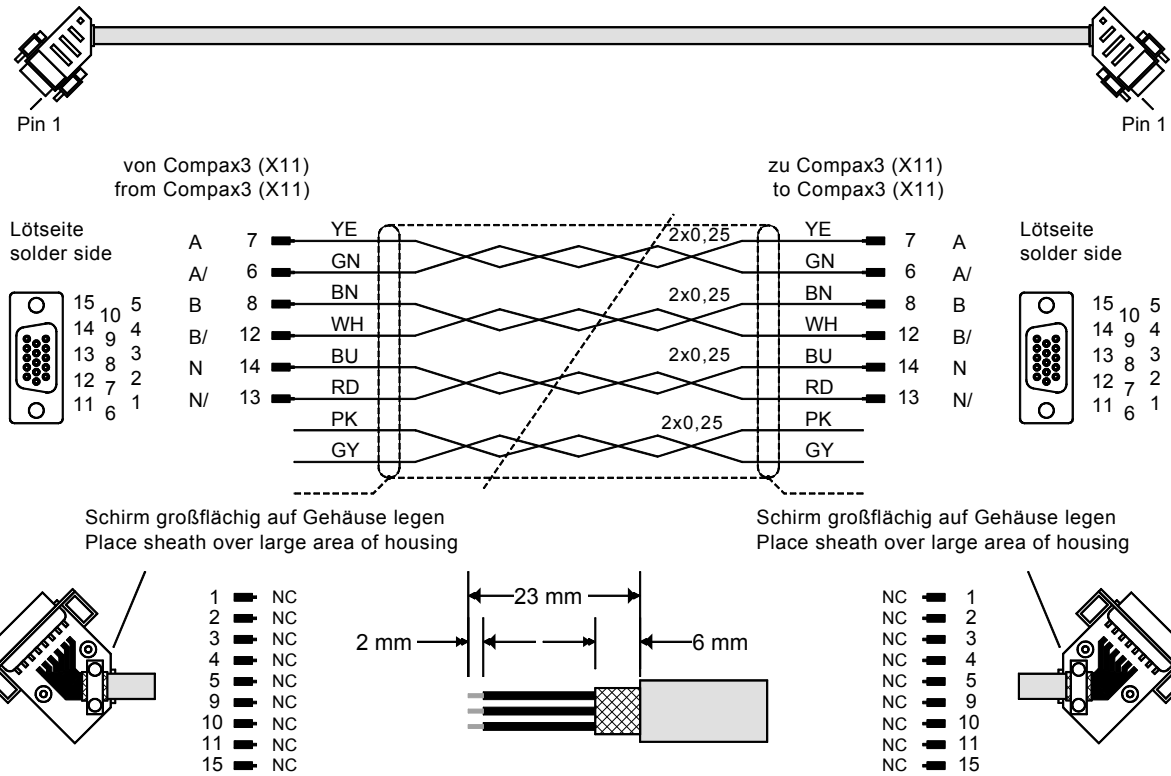 Pin 1
Pin 1
von Compax3 (X11)
from Compax3 (X11)
zu Compax3 (X11)
to Compax3 (X11)
Lötseite
solder side
Lötseite
solder side
A 7 YE 2x0,25 YE 7 A
A/ 6 GN GN 6 A/
B 8 BN 2x0,25 BN 8 B
B/ 12 WH WH 12 B/
N 14 BU 2x0,25 BU 14 N
N/ 13 RD RD 13 N/
PK 2x0,25 PK
GY GY
15 10 5
14 9 4
13 8 3
12 7 2
11 6 1
15 10 5
14 9 4
13 8 3
12 7 2
11 6 1
Schirm großflächig auf Gehäuse legen
Place sheath over large area of housing
Schirm großflächig auf Gehäuse legen
Place sheath over large area of housing
1 NC
2 NC
3 NC
4 NC
5 NC
9 NC
10 NC
11 NC
15 NC
23 mm
2 mm
6 mm
NC 1
NC 2
NC 3
NC 4
NC 5
NC 9
NC 10
NC 11
NC 15